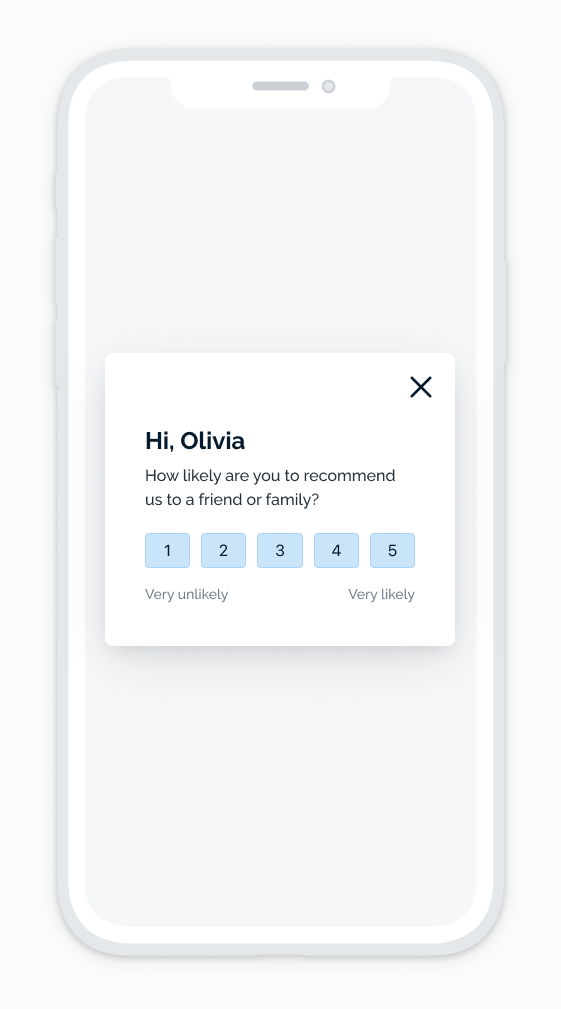 Hi, Olivia
How likely are you to recommend
us to a friend or family?
1 2 3 4 5
Very unlikely Very likely